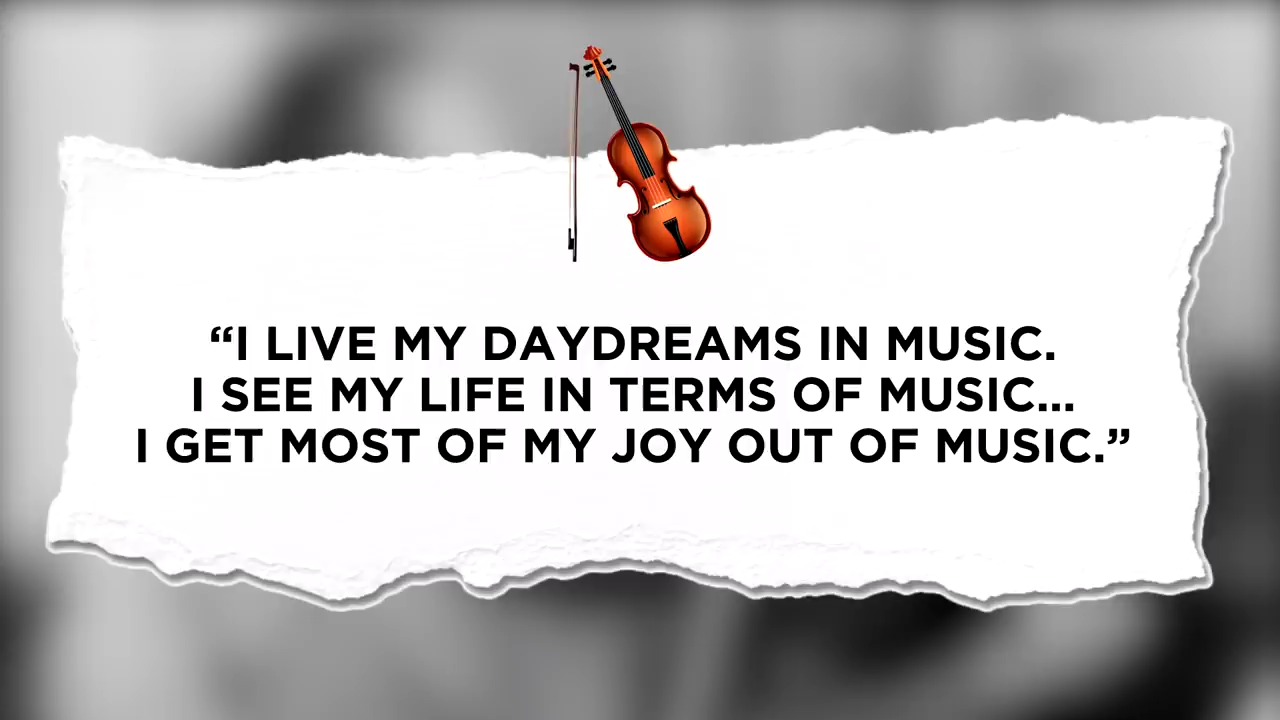 “I LIVE MY DAYDREAMS IN MUSIC.
I SEE MY LIFE IN TERMS OF MUSIC...
I GET MOST OF MY JOY OUT OF MUSIC.”